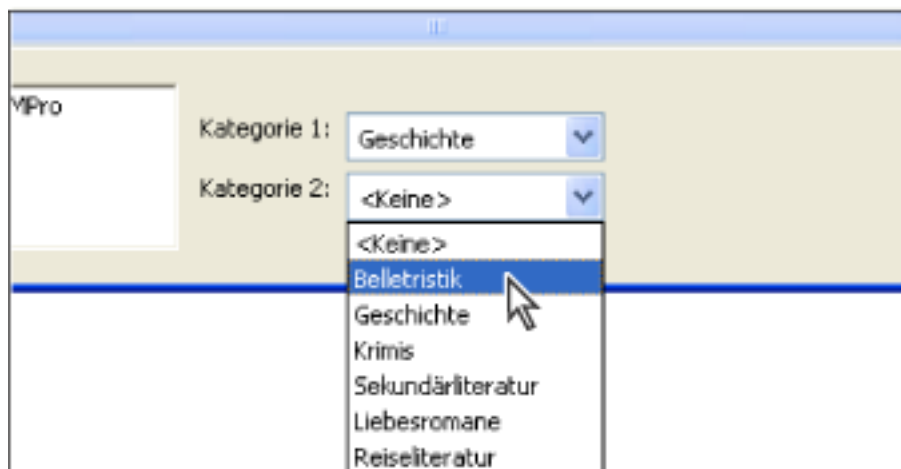 MPro
Kategorie 1:
Geschichte
Kategorie 2:
<Keine>
<Keine>
Belletristik
Geschichte
Krimis
Sekundärliteratur
Liebesromane
Reiseliteratur